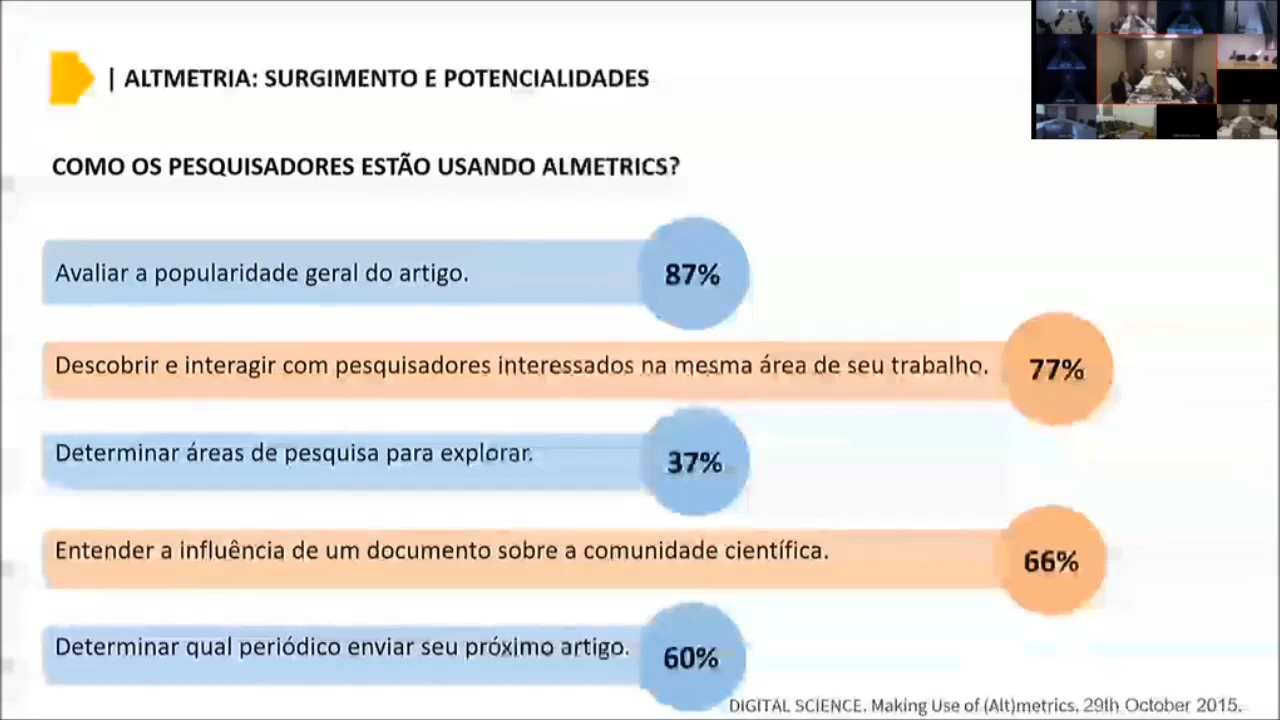 | ALTMETRIA: SURGIMENTO E POTENCIALIDADES
COMO OS PESQUISADORES ESTÃO USANDO ALMETRICS?
Avaliar a popularidade geral do artigo.
87%
Descobrir e interagir com pesquisadores interessados na mesma área de seu trabalho.
77%
Determinar áreas de pesquisa para explorar.
37%
Entender a influência de um documento sobre a comunidade científica.
66%
Determinar qual periódico enviar seu próximo artigo.
60%
DIGITAL SCIENCE. Making Use of (Alt)metrics, 29th October 2015.